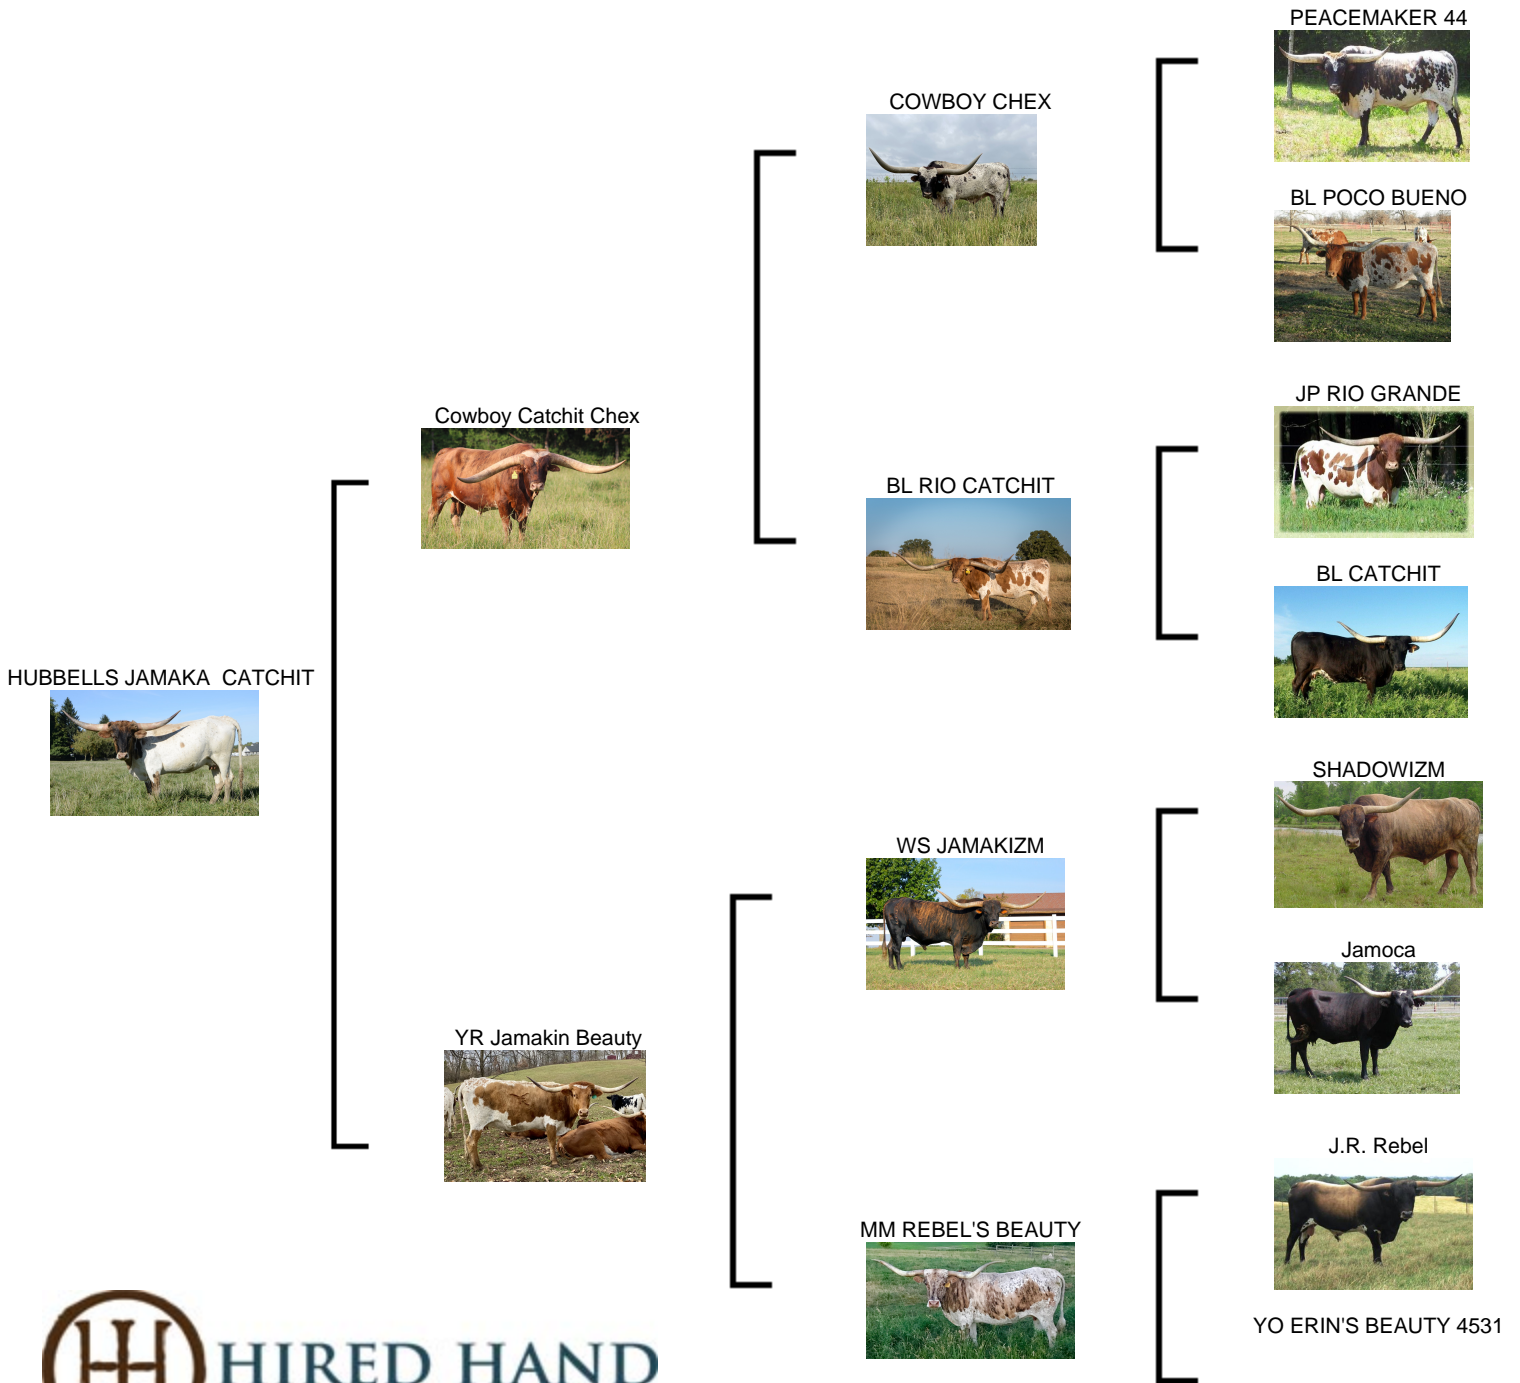 PEACEMAKER 44
COWBOY CHEX
BL POCO BUENO
JP RIO GRANDE
Cowboy Catchit Chex
BL RIO CATCHIT
BL CATCHIT
HUBBELLS JAMAKA  CATCHIT
SHADOWIZM
WS JAMAKIZM
Jamoca
YR Jamakin Beauty
J.R. Rebel
MM REBEL'S BEAUTY
YO ERIN'S BEAUTY 4531
HIRED HAND